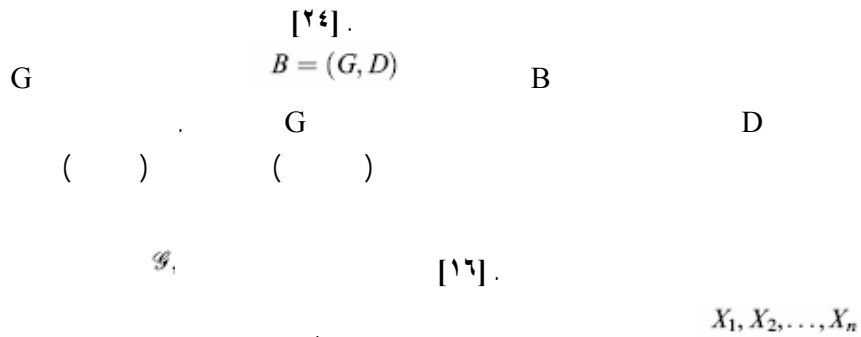 [٢٤] .
G B = (G, D) B
. G D
( ) ( )
𝒢, [١٦] .
X₁, X₂, . . . , Xₙ